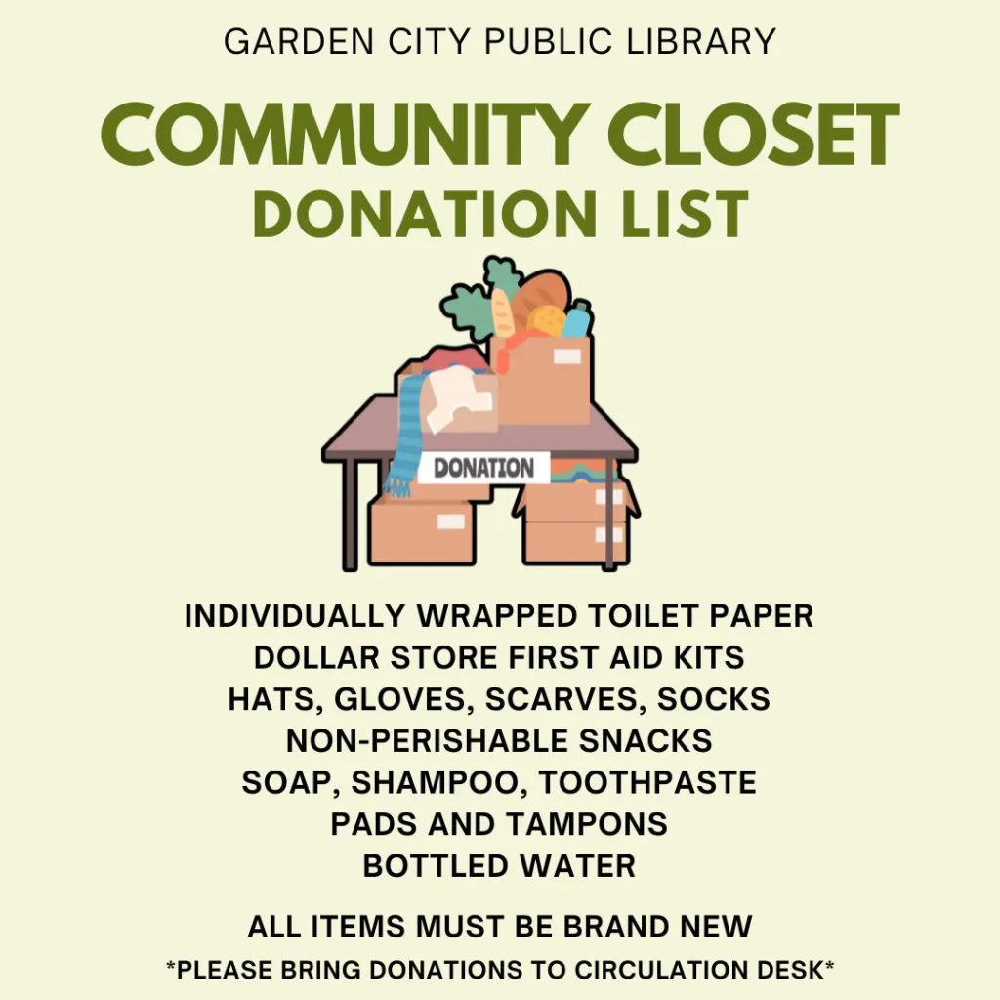 GARDEN CITY PUBLIC LIBRARY
COMMUNITY CLOSET
DONATION LIST
DONATION
INDIVIDUALLY WRAPPED TOILET PAPER
DOLLAR STORE FIRST AID KITS
HATS, GLOVES, SCARVES, SOCKS
NON-PERISHABLE SNACKS
SOAP, SHAMPOO, TOOTHPASTE
PADS AND TAMPONS
BOTTLED WATER
ALL ITEMS MUST BE BRAND NEW
*PLEASE BRING DONATIONS TO CIRCULATION DESK*